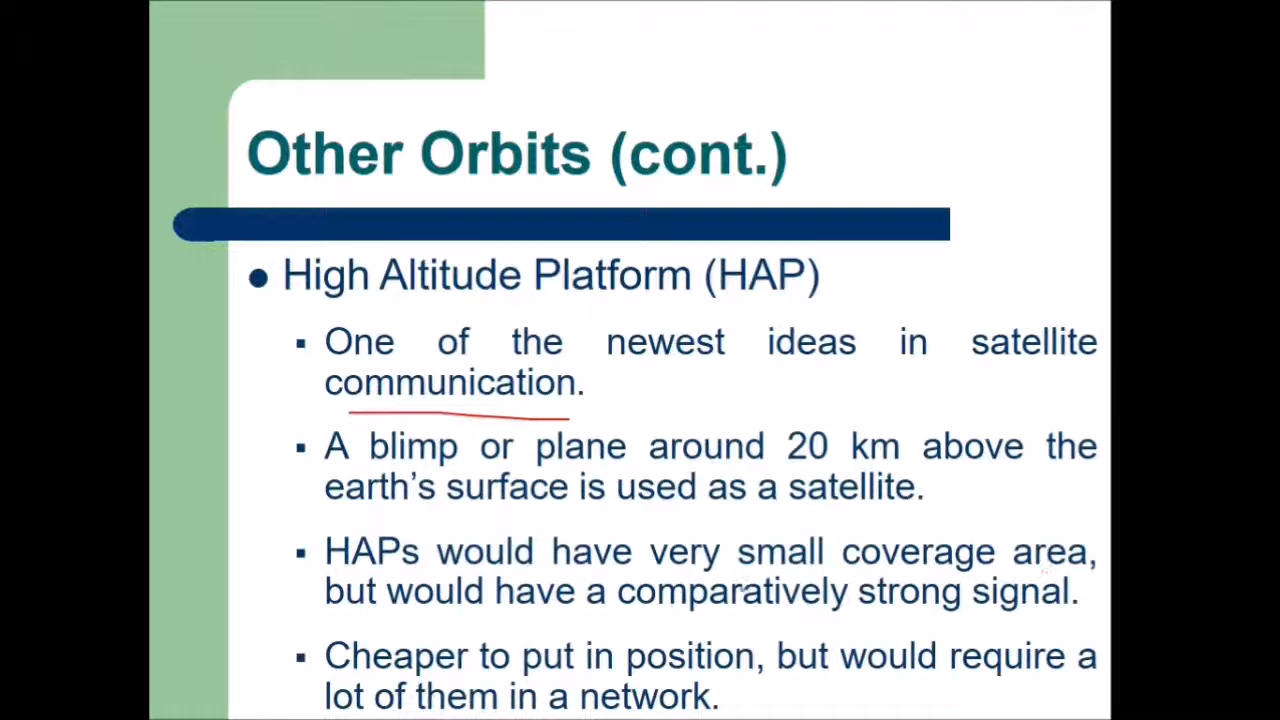 Other Orbits (cont.)
High Altitude Platform (HAP)
One of the newest ideas in satellite
communication.
A blimp or plane around 20 km above the
earth's surface is used as a satellite.
HAPs would have very small coverage area,
but would have a comparatively strong signal.
Cheaper to put in position, but would require a
lot of them in a network.